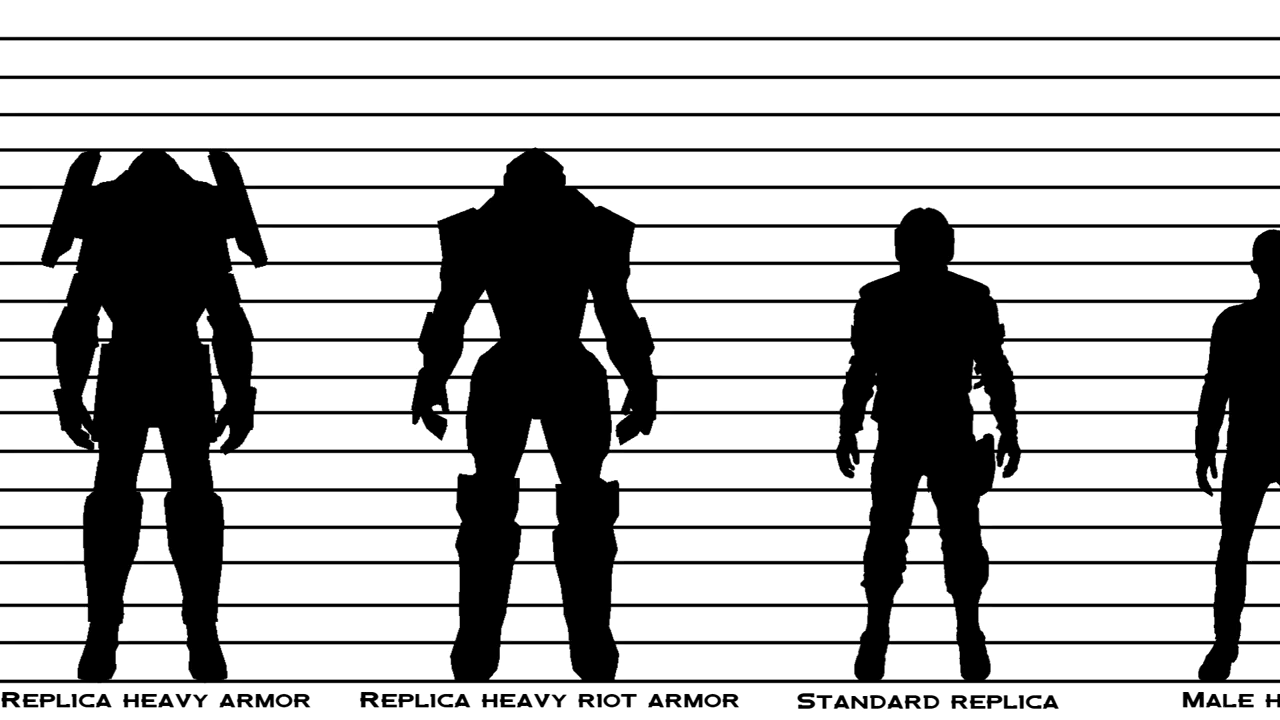 Replica heavy armor
Replica heavy riot armor
Standard replica
Male